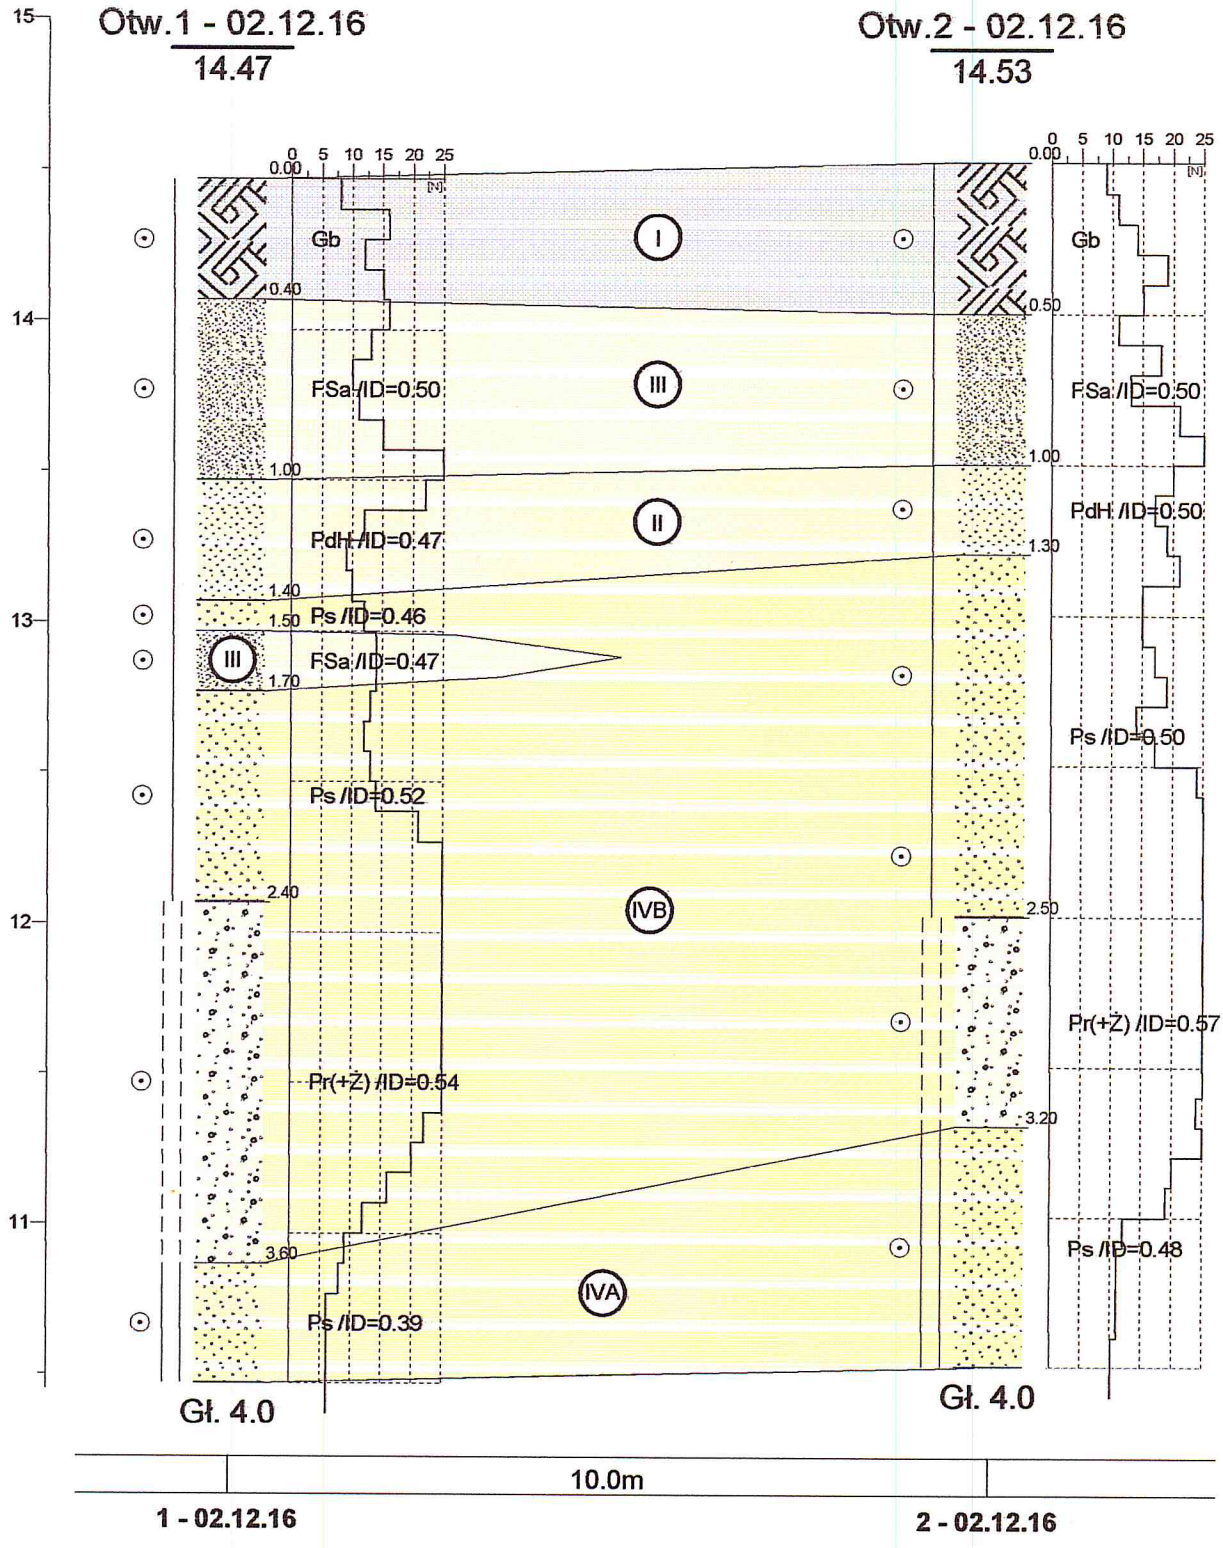 15
Otw.1 - 02.12.16
14.47
Otw.2 - 02.12.16
14.53
0 5 10 15 20 25
[N]
0 5 10 15 20 25
[N]
0.00
0.00
Gb
I
Gb
0.40
0.50
14
FSa /ID=0.50
III
FSa /ID=0.50
1.00
1.00
PdH /ID=0.47
II
PdH /ID=0.50
1.30
1.40
Ps /ID=0.46
13
1.50
III
FSa /ID=0.47
1.70
Ps /ID=0.50
Ps /ID=0.52
2.40
IVB
2.50
12
Pr(+Ż) /ID=0.57
Pr(+Ż) /ID=0.54
3.20
11
3.60
Ps /ID=0.48
IVA
Ps /ID=0.39
Gł. 4.0
Gł. 4.0
10.0m
1 - 02.12.16
2 - 02.12.16